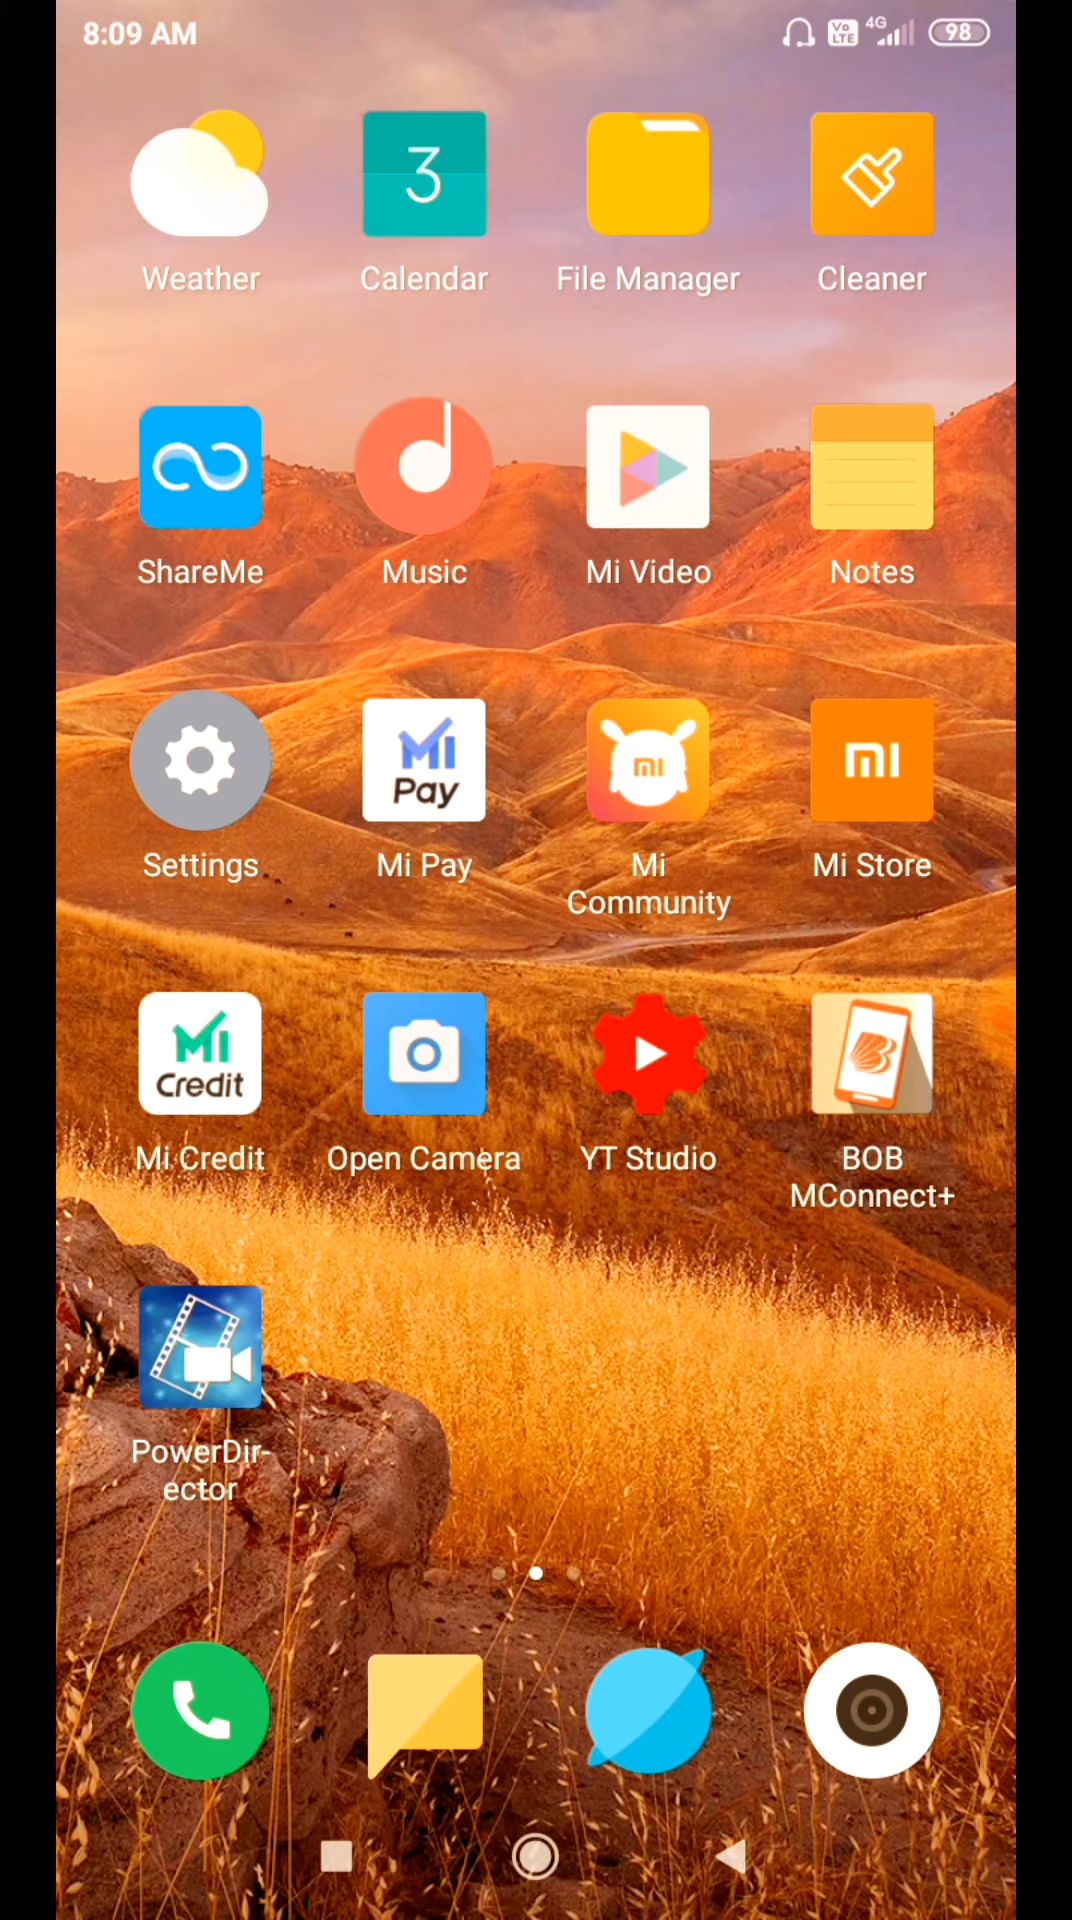 8:09 AM
Vo
LTE
4G
98
3
Weather
Calendar
File Manager
Cleaner
ShareMe
Music
Mi Video
Notes
MI
Pay
mi
mi
Settings
Mi Pay
Mi
Community
Mi Store
MI
Credit
B
Mi Credit
Open Camera
YT Studio
BOB
MConnect+
PowerDir-
ector